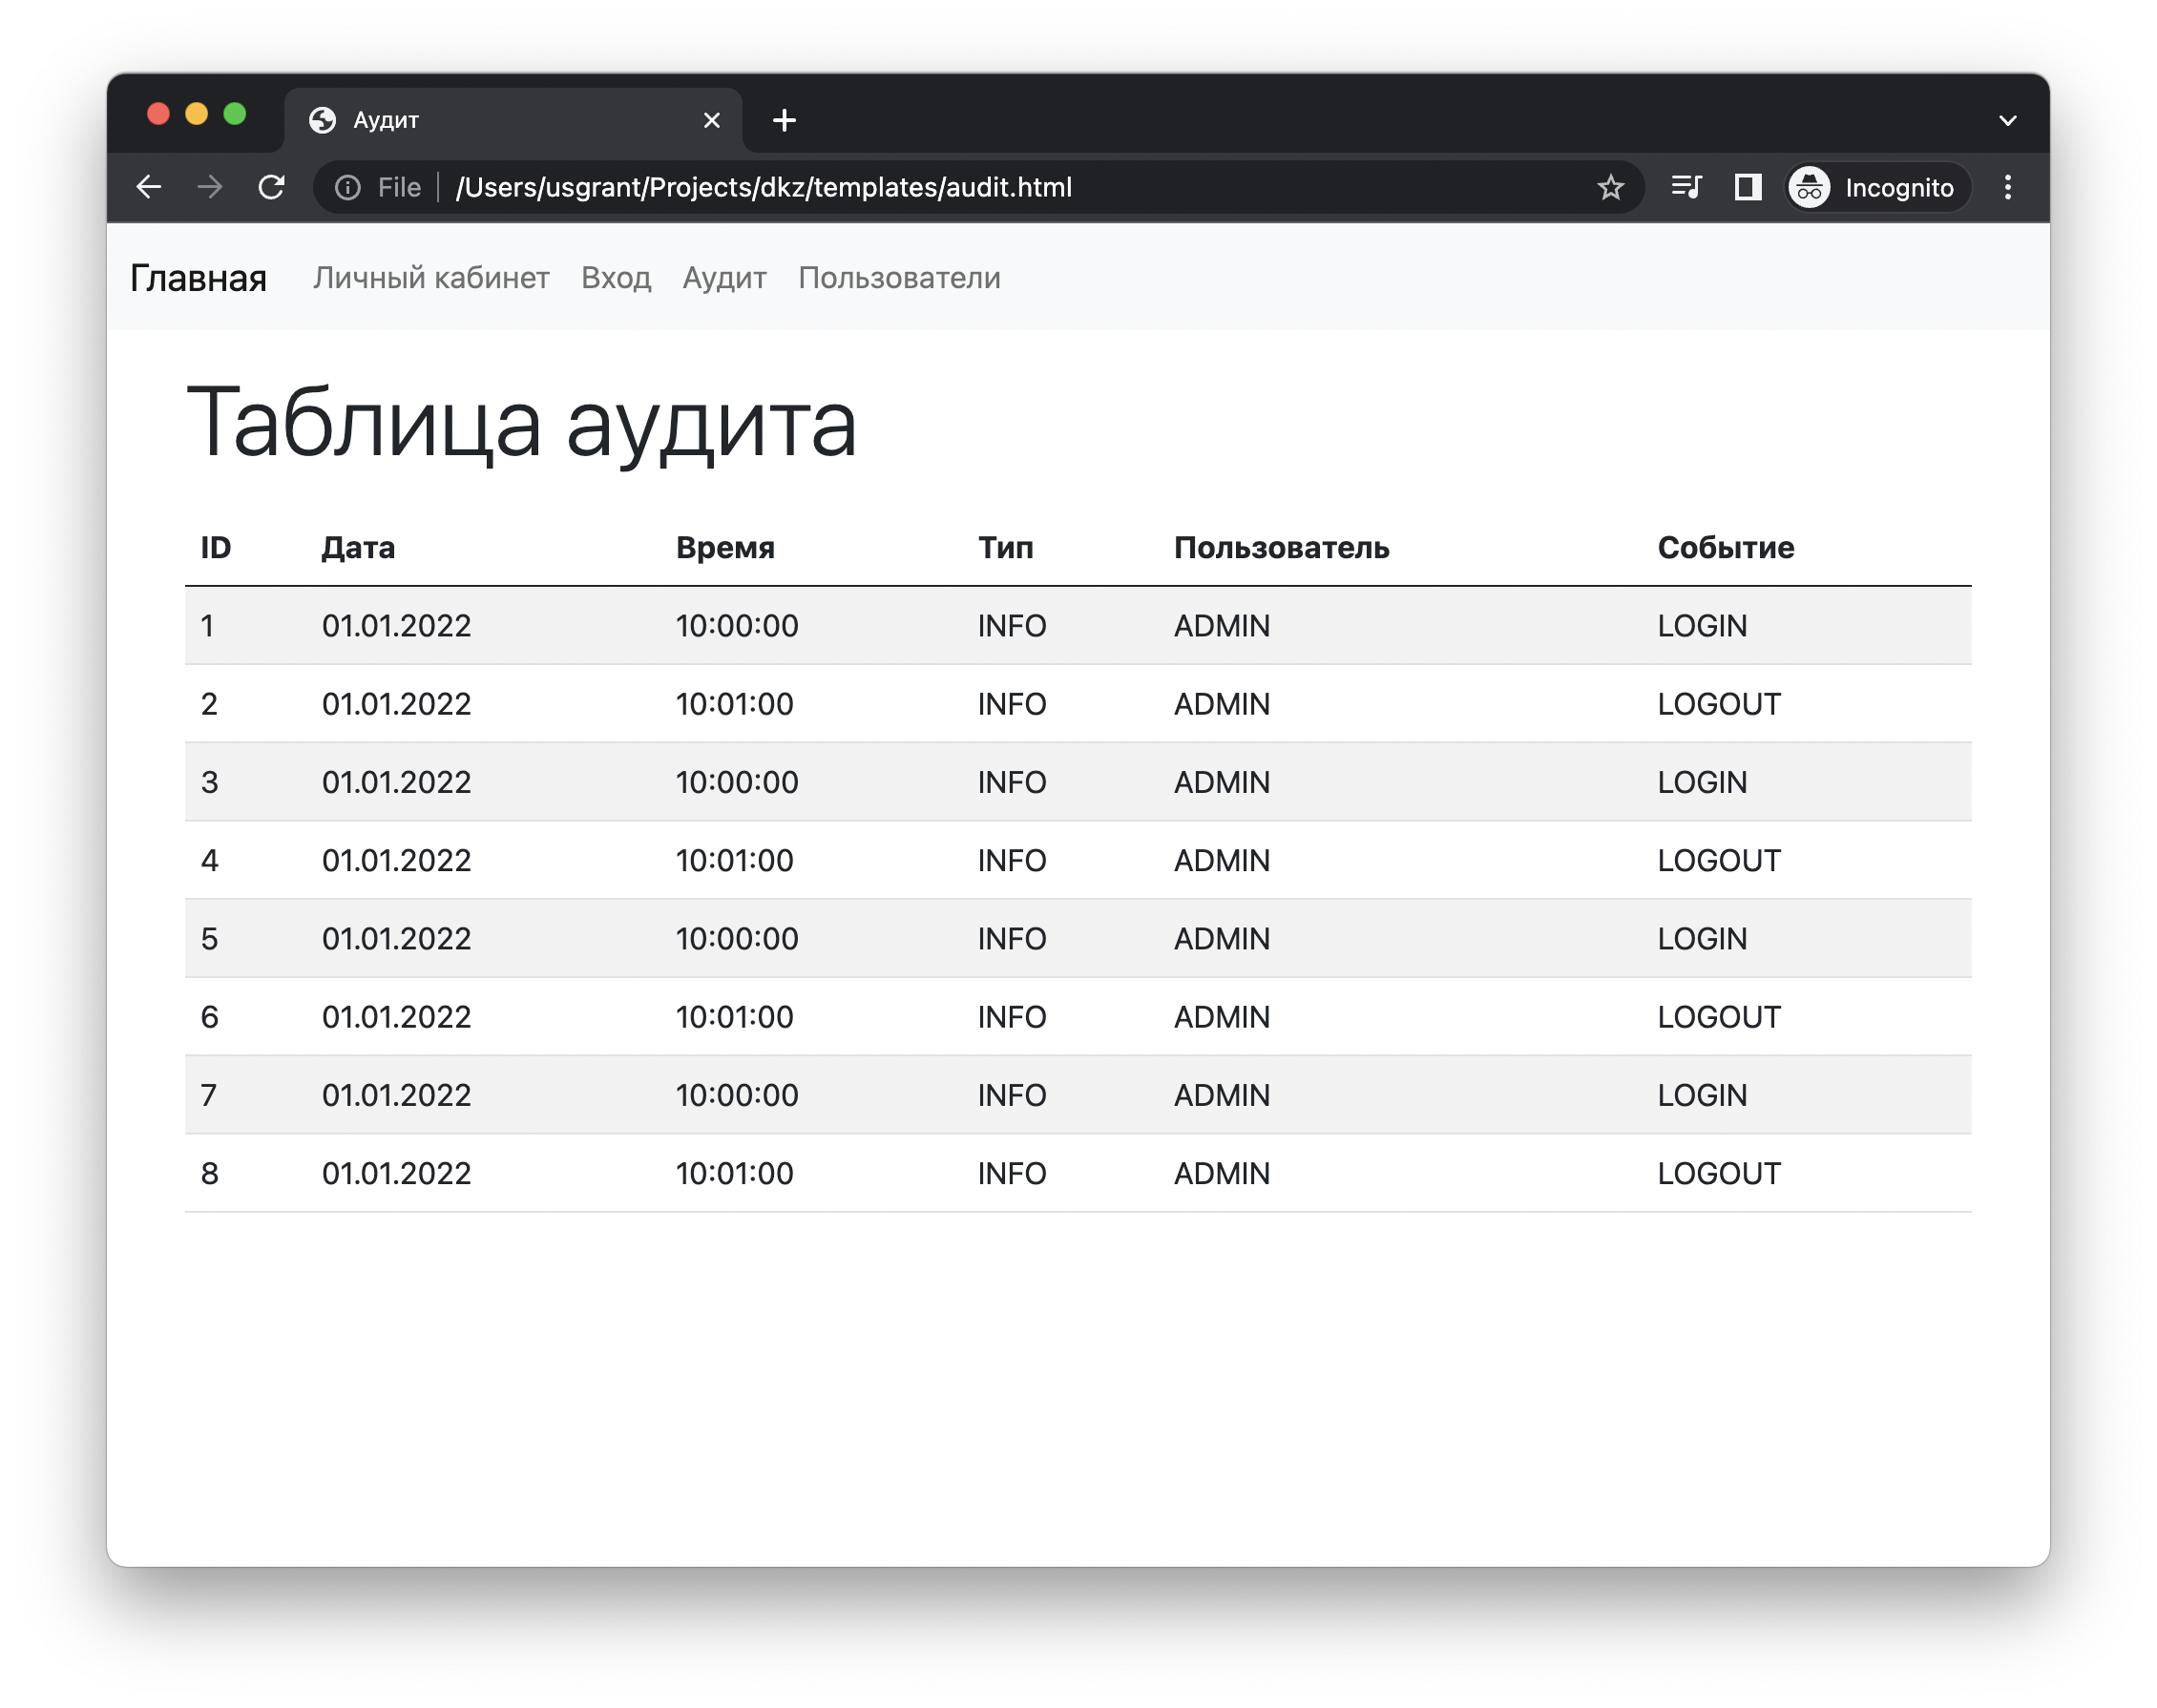 Аудит
File /Users/usgrant/Projects/dkz/templates/audit.html Incognito
Главная Личный кабинет Вход Аудит Пользователи
Таблица аудита
ID Дата Время Тип Пользователь Событие
1 01.01.2022 10:00:00 INFO ADMIN LOGIN
2 01.01.2022 10:01:00 INFO ADMIN LOGOUT
3 01.01.2022 10:00:00 INFO ADMIN LOGIN
4 01.01.2022 10:01:00 INFO ADMIN LOGOUT
5 01.01.2022 10:00:00 INFO ADMIN LOGIN
6 01.01.2022 10:01:00 INFO ADMIN LOGOUT
7 01.01.2022 10:00:00 INFO ADMIN LOGIN
8 01.01.2022 10:01:00 INFO ADMIN LOGOUT